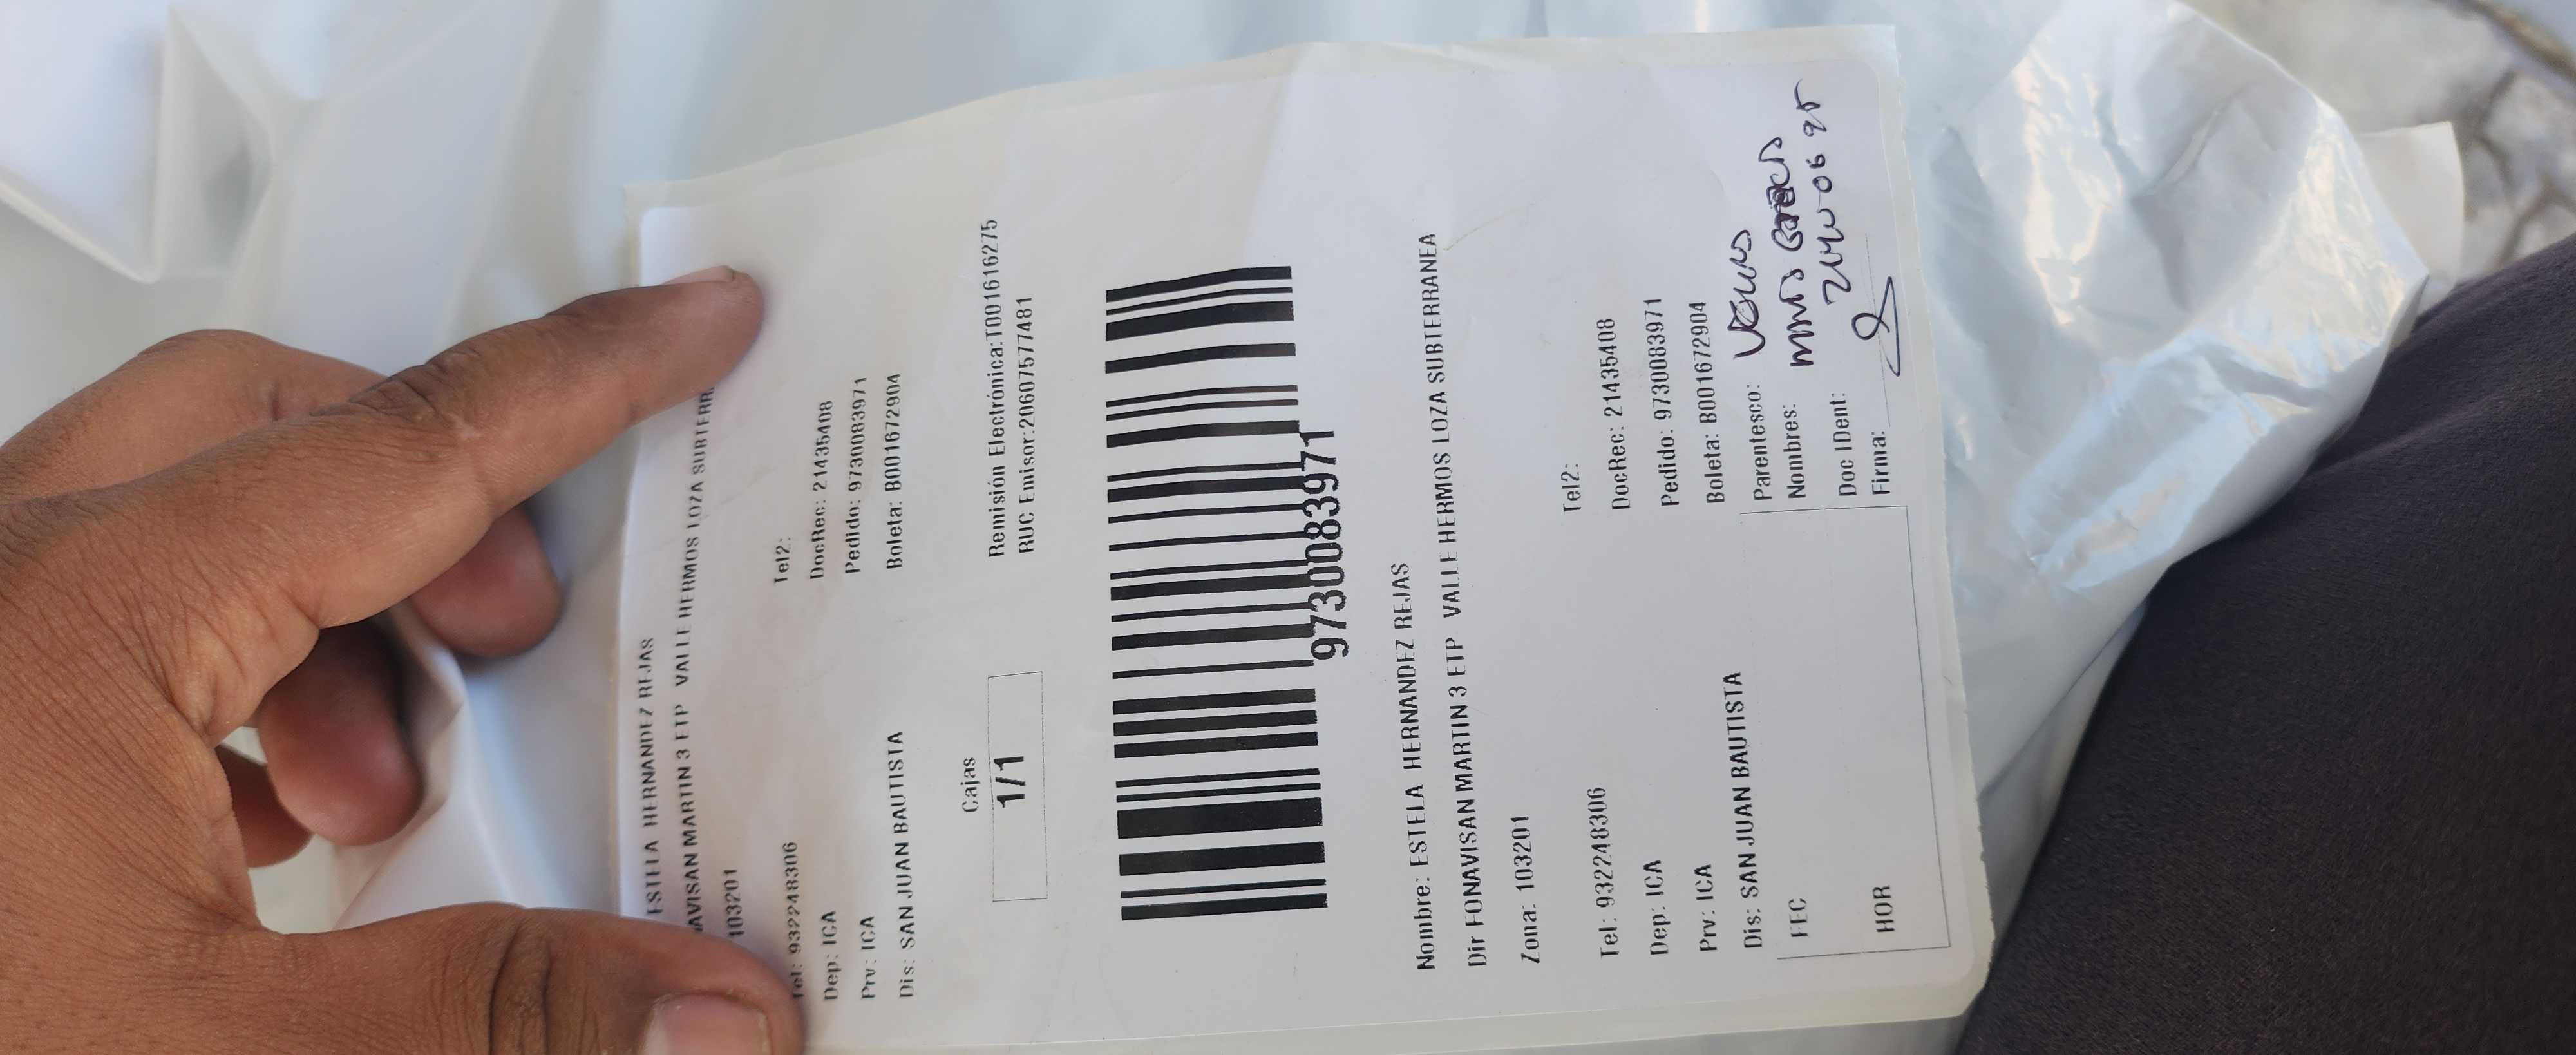 ESTELA HERNANDEZ REJAS
NAVISAN MARTIN 3 ETP VALLE HERMOS LOZA SUBTERR
103201
Tel: 932248306 Tel2:
Dep: ICA DocRec: 21435408
Prv: ICA Pedido: 9730083971
Dis: SAN JUAN BAUTISTA Boleta: B001672904
Cajas
1/1
Remisión Electrónica:T001616275
RUC Emisor:20607577481
9730083971
Nombre: ESTELA HERNANDEZ REJAS
Dir FONAVISAN MARTIN 3 ETP VALLE HERMOS LOZA SUBTERRANEA
Zona: 103201
Tel: 932248306 Tel2:
Dep: ICA DocRec: 21435408
Prv: ICA Pedido: 9730083971
Dis: SAN JUAN BAUTISTA Boleta: B001672904
FEC
HOR
Parentesco:
Nombres:
Doc IDent:
Firma: